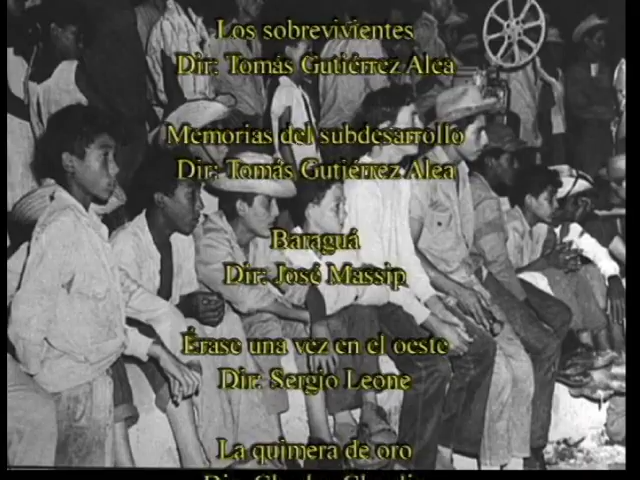 Los sobrevivientes
Dir: Tomás Gutiérrez Alea
Memorias del subdesarrollo
Dir: Tomás Gutiérrez Alea
Baraguá
Dir: José Massip
Érase una vez en el oeste
Dir: Sergio Leone
La quimera de oro